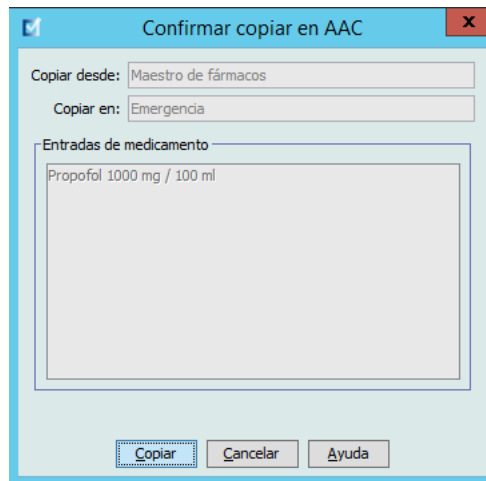 Confirmar copiar en AAC
x
Copiar desde: Maestro de fármacos
Copiar en: Emergencia
Entradas de medicamento
Propofol 1000 mg / 100 ml
Copiar Cancelar Ayuda